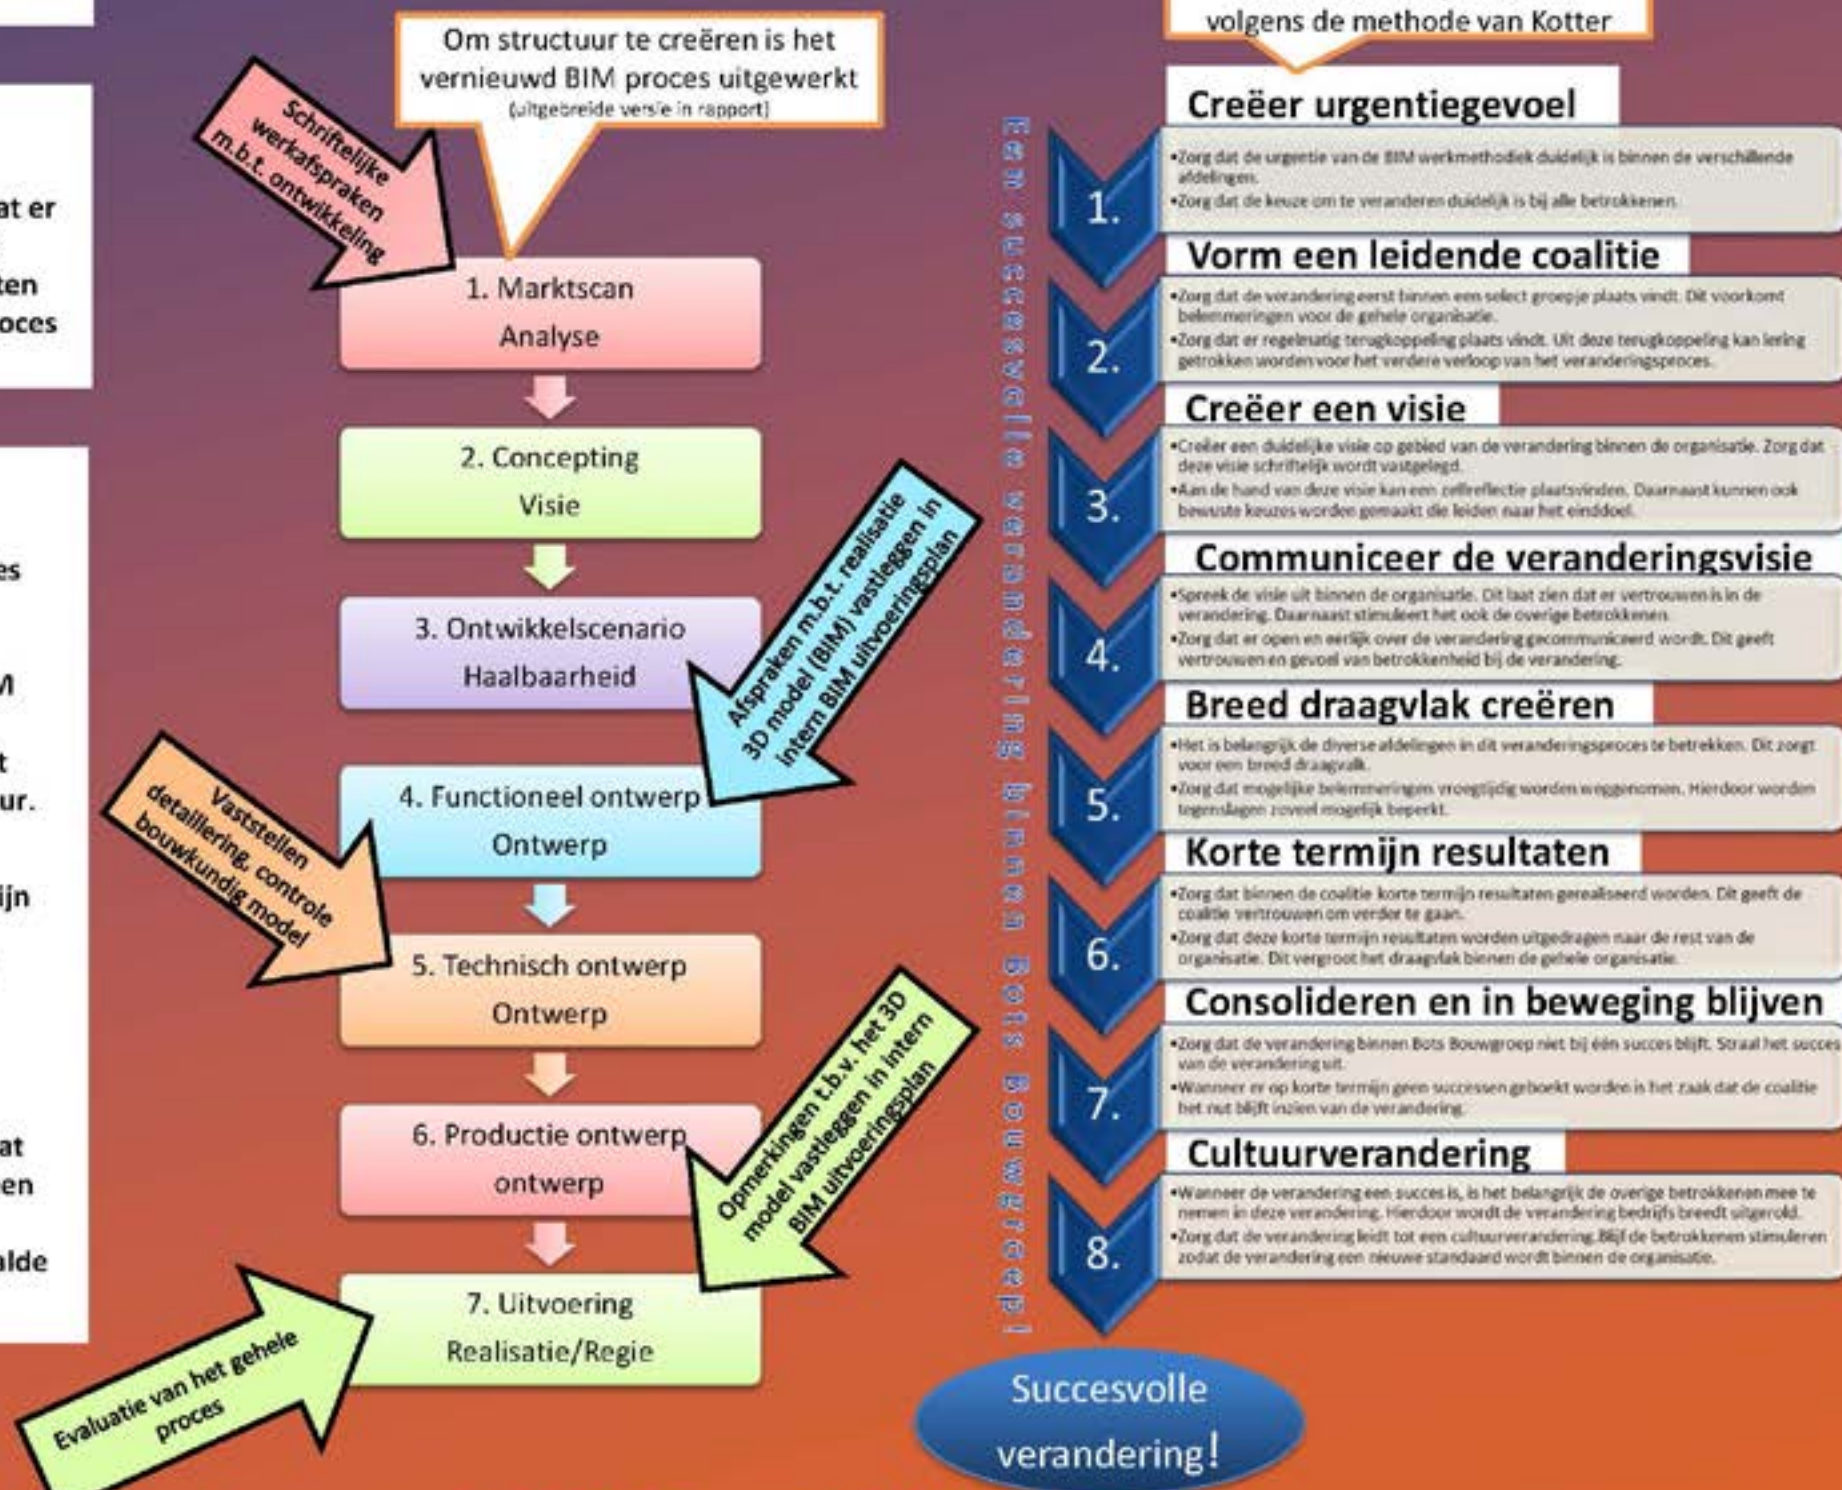 at er
ten
oces
es
M
t
ur.
ijn
at
en
alde
Om structuur te creëren is het
vernieuwd BIM proces uitgewerkt
(uitgebreide versie in rapport)
Schriftelijke
werkafspraken
m.b.t. ontwikkeling
1. Marktscan
Analyse
2. Concepting
Visie
3. Ontwikkelscenario
Haalbaarheid
Afspraken m.b.t. realisatie
3D model (BIM) vastleggen in
intern BIM uitvoeringsplan
4. Functioneel ontwerp
Ontwerp
Vaststellen
detaillering, controle
bouwkundig model
5. Technisch ontwerp
Ontwerp
6. Productie ontwerp
ontwerp
Opmerkingen t.b.v. het 3D
model vastleggen in intern
BIM uitvoeringsplan
7. Uitvoering
Realisatie/Regie
Evaluatie van het gehele
proces
Een succesvolle verandering binnen Bots Bouwgroep!
volgens de methode van Kotter
Creëer urgentiegevoel
1.
•Zorg dat de urgentie van de BIM werkmethodiek duidelijk is binnen de verschillende
afdelingen.
•Zorg dat de keuze om te veranderen duidelijk is bij alle betrokkenen.
Vorm een leidende coalitie
2.
•Zorg dat de verandering eerst binnen een select groepje plaats vindt. Dit voorkomt
belemmeringen voor de gehele organisatie.
•Zorg dat er regelmatig terugkoppeling plaats vindt. Uit deze terugkoppeling kan lering
getrokken worden voor het verdere verloop van het veranderingsproces.
Creëer een visie
3.
•Creëer een duidelijke visie op gebied van de verandering binnen de organisatie. Zorg dat
deze visie schriftelijk wordt vastgelegd.
•Aan de hand van deze visie kan een zelfreflectie plaatsvinden. Daarnaast kunnen ook
bewuste keuzes worden gemaakt die leiden naar het einddoel.
Communiceer de veranderingsvisie
4.
•Spreek de visie uit binnen de organisatie. Dit laat zien dat er vertrouwen is in de
verandering. Daarnaast stimuleert het ook de overige betrokkenen.
•Zorg dat er open en eerlijk over de verandering gecommuniceerd wordt. Dit geeft
vertrouwen en gevoel van betrokkenheid bij de verandering.
Breed draagvlak creëren
5.
•Het is belangrijk de diverse afdelingen in dit veranderingsproces te betrekken. Dit zorgt
voor een breed draagvalk.
•Zorg dat mogelijke belemmeringen vroegtijdig worden weggenomen. Hierdoor worden
tegenslagen zoveel mogelijk beperkt.
Korte termijn resultaten
6.
•Zorg dat binnen de coalitie korte termijn resultaten gerealiseerd worden. Dit geeft de
coalitie vertrouwen om verder te gaan.
•Zorg dat deze korte termijn resultaten worden uitgedragen naar de rest van de
organisatie. Dit vergroot het draagvlak binnen de gehele organisatie.
Consolideren en in beweging blijven
7.
•Zorg dat de verandering binnen Bots Bouwgroep niet bij één succes blijft. Straal het succes
van de verandering uit.
•Wanneer er op korte termijn geen successen geboekt worden is het zaak dat de coalitie
het nut blijft inzien van de verandering.
Cultuurverandering
8.
•Wanneer de verandering een succes is, is het belangrijk de overige betrokkenen mee te
nemen in deze verandering. Hierdoor wordt de verandering bedrijfs breedt uitgerold.
•Zorg dat de verandering leidt tot een cultuurverandering. Blijf de betrokkenen stimuleren
zodat de verandering een nieuwe standaard wordt binnen de organisatie.
Succesvolle
verandering!